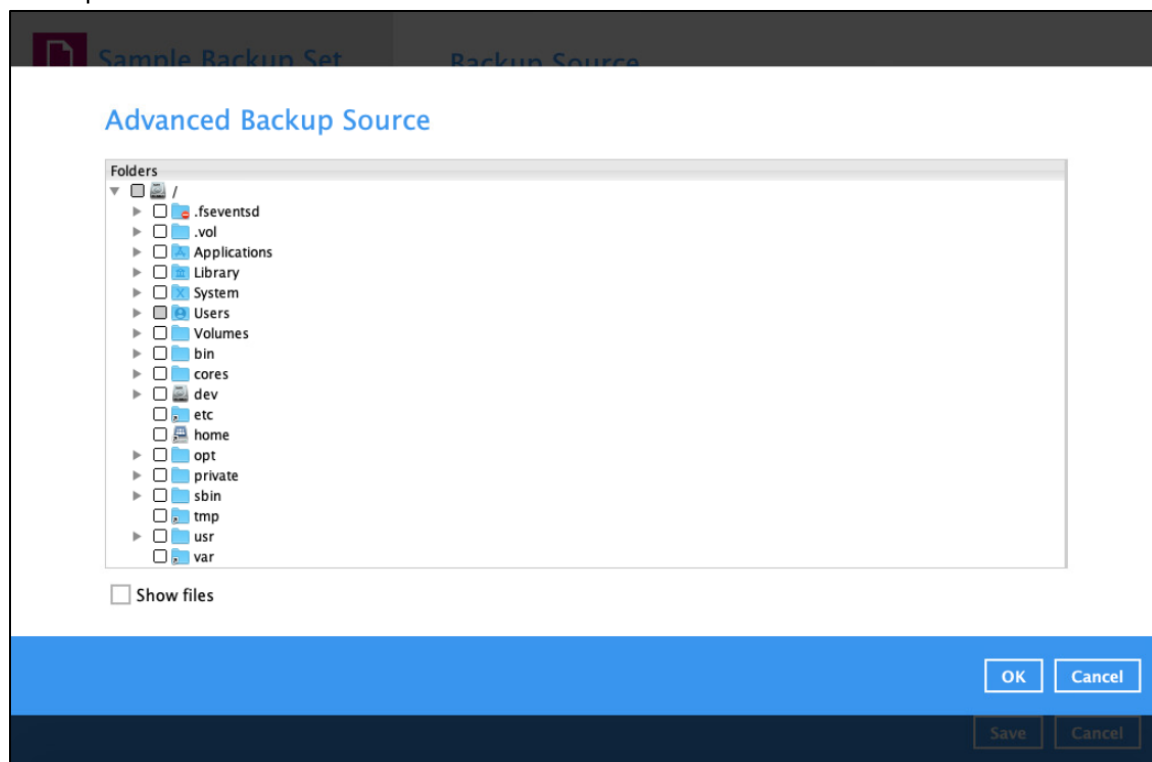 Sample Backup Set
Backup Source
Advanced Backup Source
Folders
/
.fseventsd
.vol
Applications
Library
System
Users
Volumes
bin
cores
dev
etc
home
opt
private
sbin
tmp
usr
var
Show files
OK
Cancel
Save
Cancel